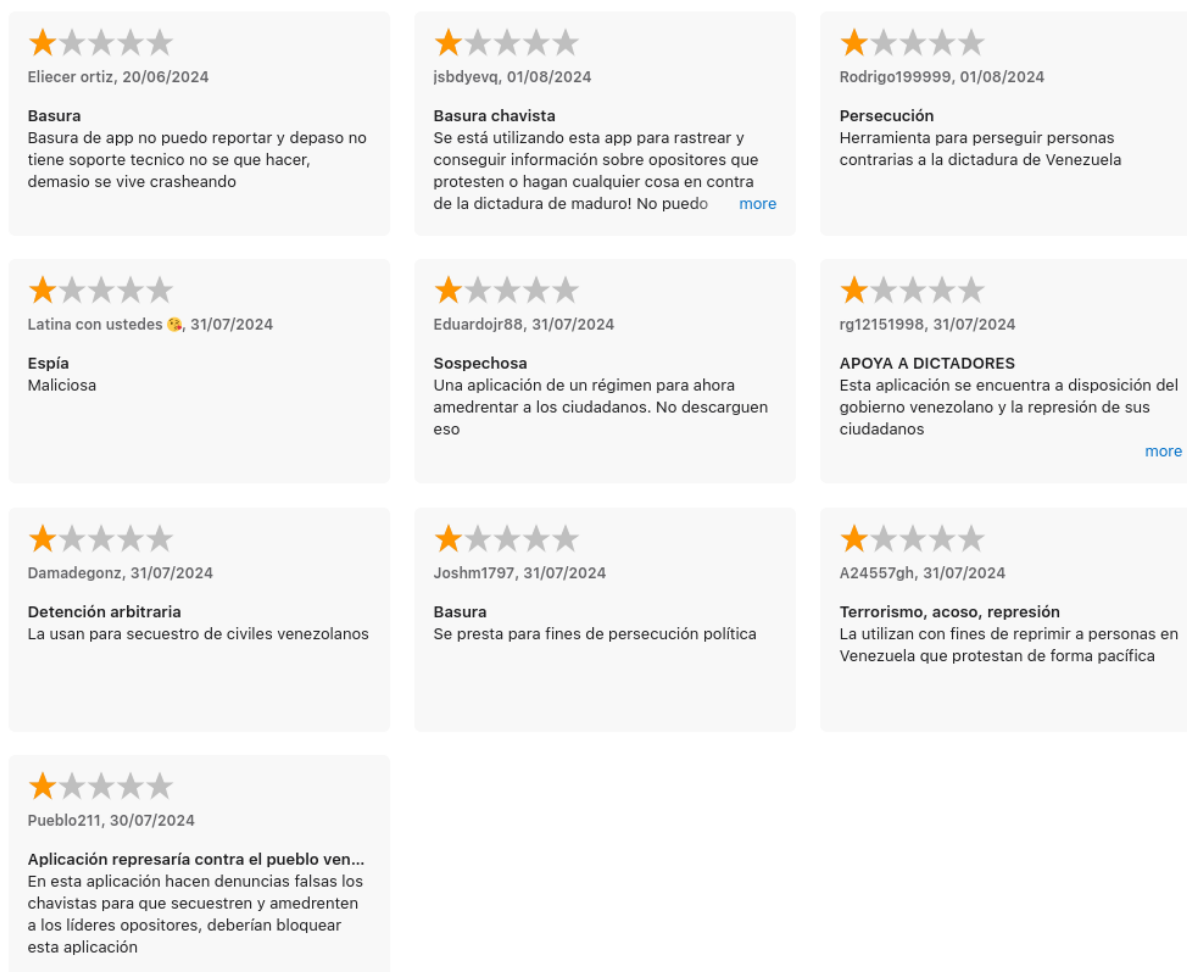 Eliecer ortiz, 20/06/2024
Basura
Basura de app no puedo reportar y depaso no
tiene soporte tecnico no se que hacer,
demasio se vive crasheando
jsbdyevq, 01/08/2024
Basura chavista
Se está utilizando esta app para rastrear y
conseguir información sobre opositores que
protesten o hagan cualquier cosa en contra
de la dictadura de maduro! No puedo more
Rodrigo199999, 01/08/2024
Persecución
Herramienta para perseguir personas
contrarias a la dictadura de Venezuela
Latina con ustedes 😘, 31/07/2024
Espía
Maliciosa
Eduardojr88, 31/07/2024
Sospechosa
Una aplicación de un régimen para ahora
amedrentar a los ciudadanos. No descarguen
eso
rg12151998, 31/07/2024
APOYA A DICTADORES
Esta aplicación se encuentra a disposición del
gobierno venezolano y la represión de sus
ciudadanos
more
Damadegonz, 31/07/2024
Detención arbitraria
La usan para secuestro de civiles venezolanos
Joshm1797, 31/07/2024
Basura
Se presta para fines de persecución política
A24557gh, 31/07/2024
Terrorismo, acoso, represión
La utilizan con fines de reprimir a personas en
Venezuela que protestan de forma pacífica
Pueblo211, 30/07/2024
Aplicación represaría contra el pueblo ven...
En esta aplicación hacen denuncias falsas los
chavistas para que secuestren y amedrenten
a los líderes opositores, deberían bloquear
esta aplicación